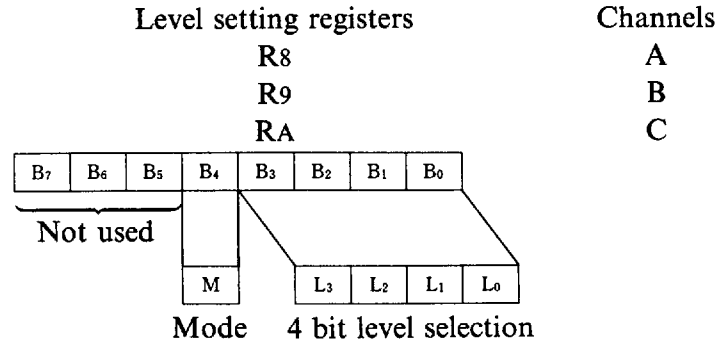 Level setting registers Channels
R8 A
R9 B
RA C
B7 B6 B5 B4 B3 B2 B1 B0
Not used
M L3 L2 L1 L0
Mode 4 bit level selection